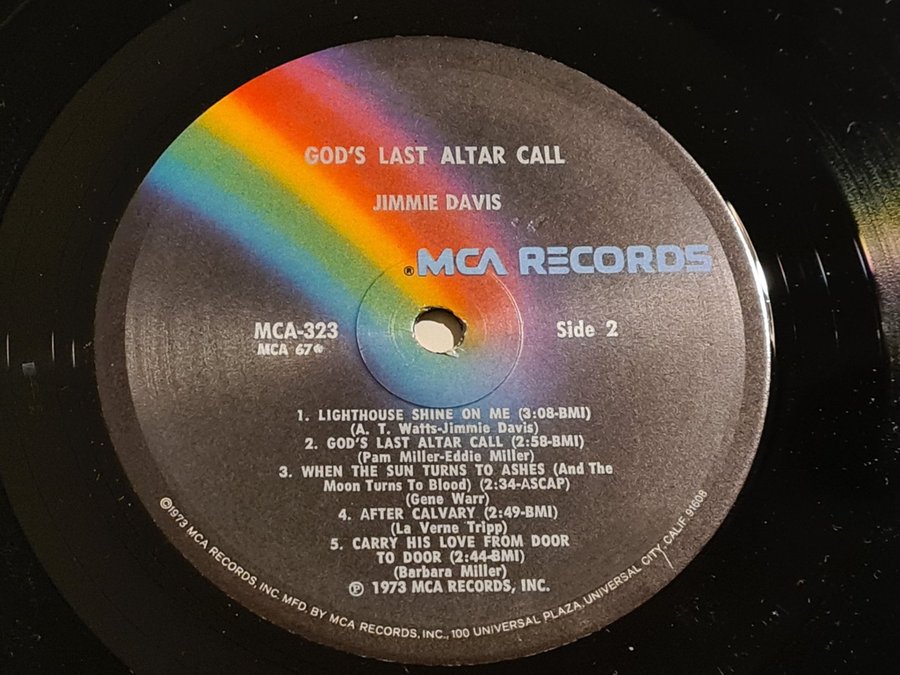 GOD'S LAST ALTAR CALL
JIMMIE DAVIS
®MCA RECORDS
MCA-323
MCA 67*
Side 2
1. LIGHTHOUSE SHINE ON ME (3:08-BMI)
(A. T. Watts-Jimmie Davis)
2. GOD'S LAST ALTAR CALL (2:58-BMI)
(Pam Miller-Eddie Miller)
3. WHEN THE SUN TURNS TO ASHES (And The
Moon Turns To Blood) (2:34-ASCAP)
(Gene Warr)
4. AFTER CALVARY (2:49-BMI)
(La Verne Tripp)
5. CARRY HIS LOVE FROM DOOR
TO DOOR (2:44-BMI)
(Barbara Miller)
℗ 1973 MCA RECORDS, INC.
©1973 MCA RECORDS, INC. MFD. BY MCA RECORDS, INC., 100 UNIVERSAL PLAZA, UNIVERSAL CITY, CALIF. 91608